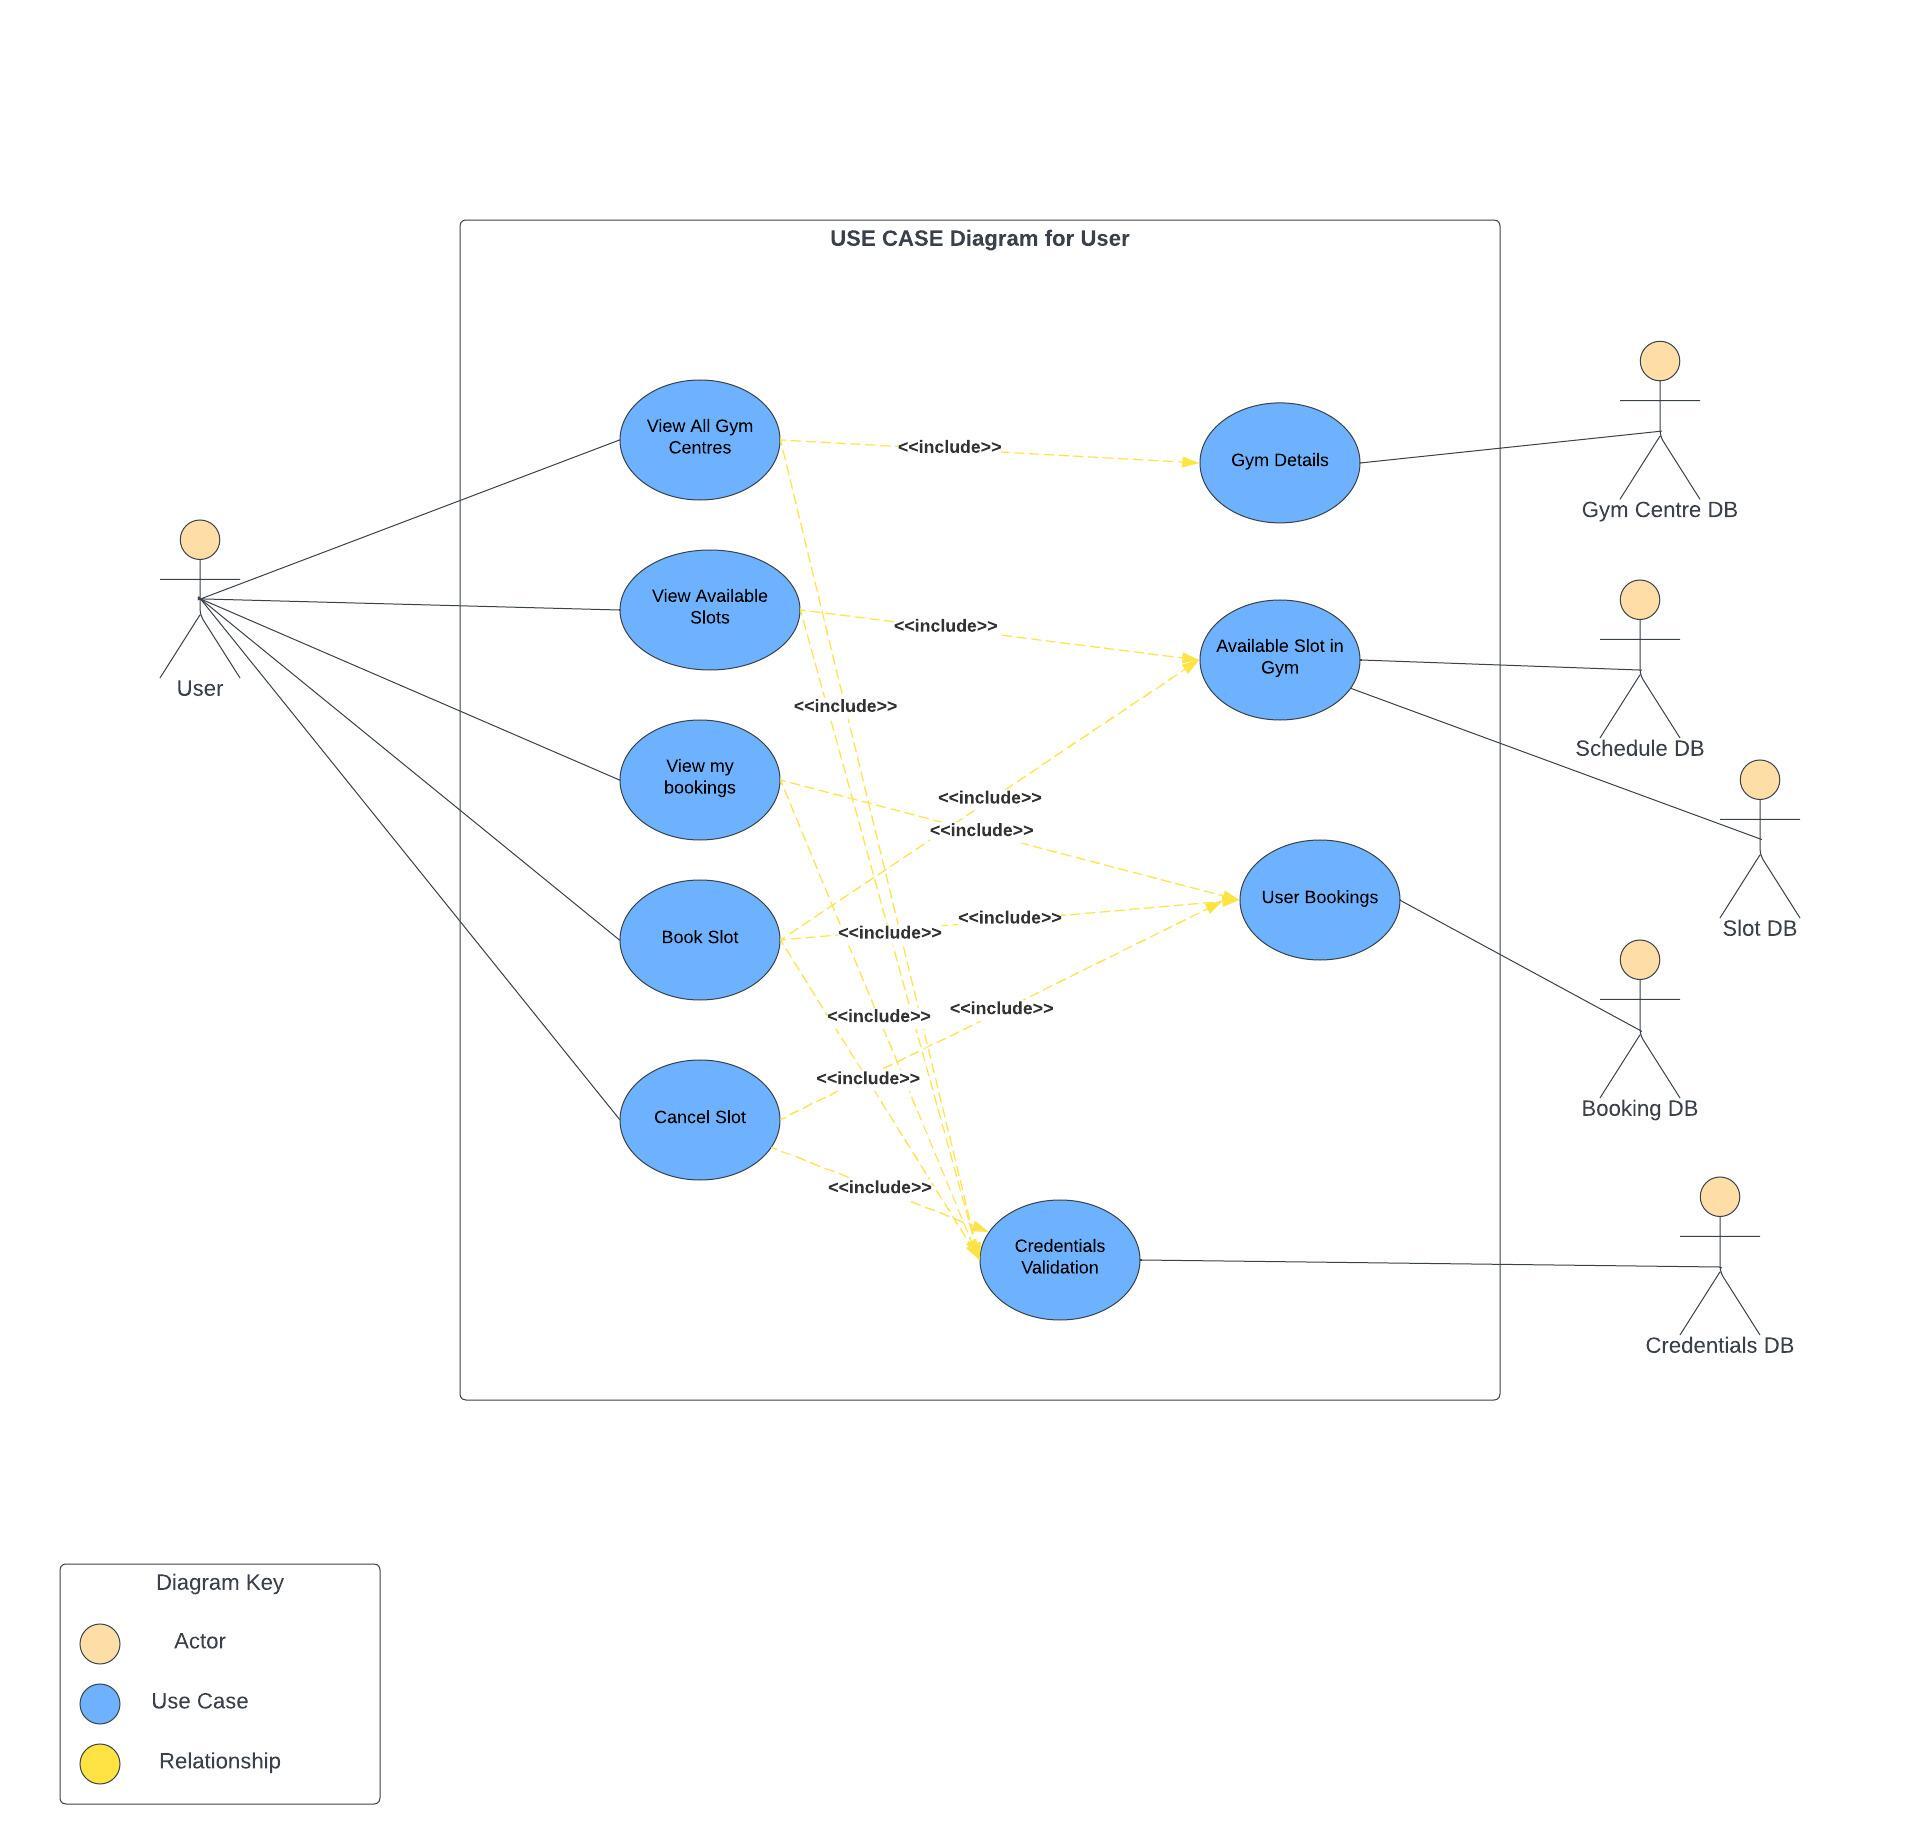 USE CASE Diagram for User
View All Gym
Centres
<<include>>
Gym Details
Gym Centre DB
View Available
Slots
<<include>>
Available Slot in
Gym
User
<<include>>
Schedule DB
View my
bookings
<<include>>
<<include>>
User Bookings
Book Slot
<<include>>
<<include>>
Slot DB
<<include>>
<<include>>
Cancel Slot
<<include>>
Booking DB
<<include>>
Credentials
Validation
Credentials DB
Diagram Key
Actor
Use Case
Relationship